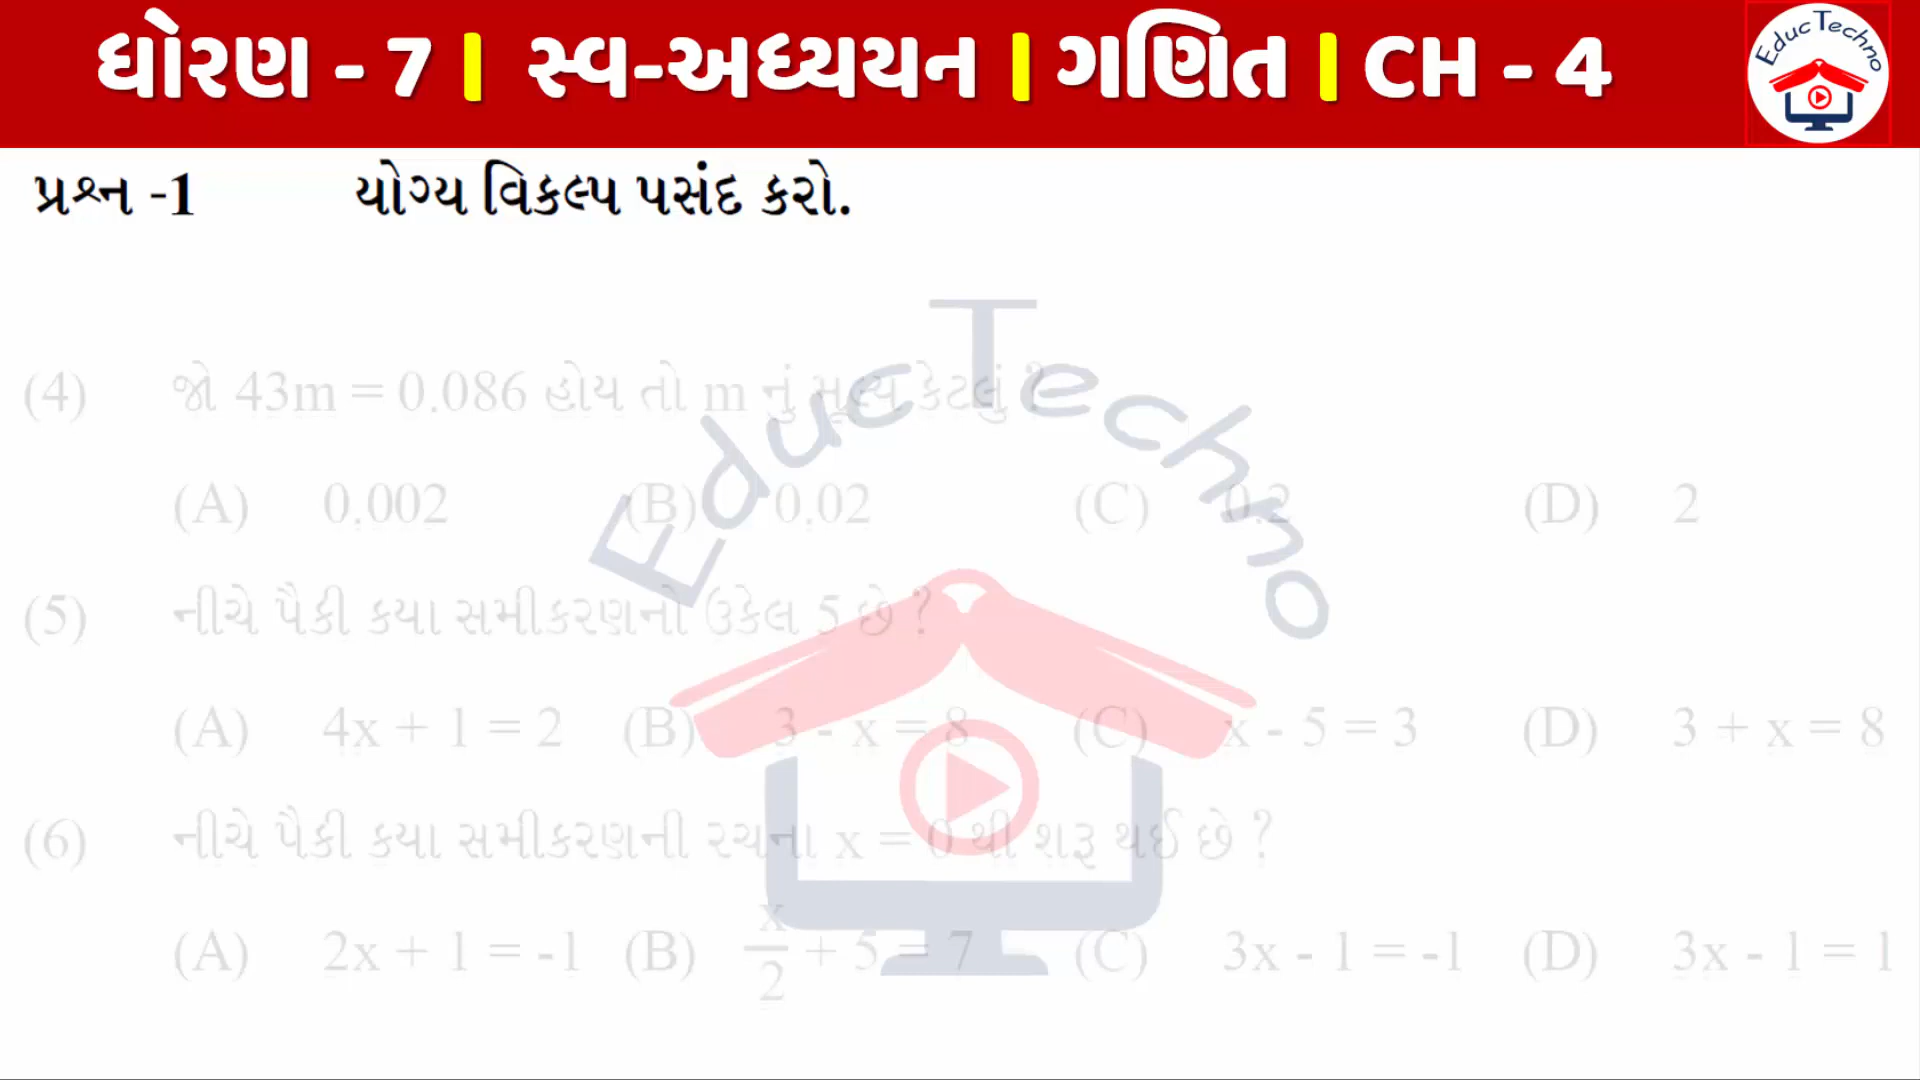 ધોરણ - 7 | સ્વ-અધ્યયન | ગણિત | CH - 4
EducTechno
પ્રશ્ન -1 યોગ્ય વિકલ્પ પસંદ કરો.
(4) જો 43m = 0.086 હોય તો m નું મૂલ્ય કેટલું ?
(A) 0.002 (B) 0.02 (C) 0.2 (D) 2
(5) નીચે પૈકી કયા સમીકરણનો ઉકેલ 5 છે ?
(A) 4x + 1 = 2 (B) 3 - x = 8 (C) x - 5 = 3 (D) 3 + x = 8
(6) નીચે પૈકી કયા સમીકરણની રચના x = 0 થી શરૂ થઈ છે ?
(A) 2x + 1 = -1 (B) x/2 + 5 = 7 (C) 3x - 1 = -1 (D) 3x - 1 = 1
EducTechno